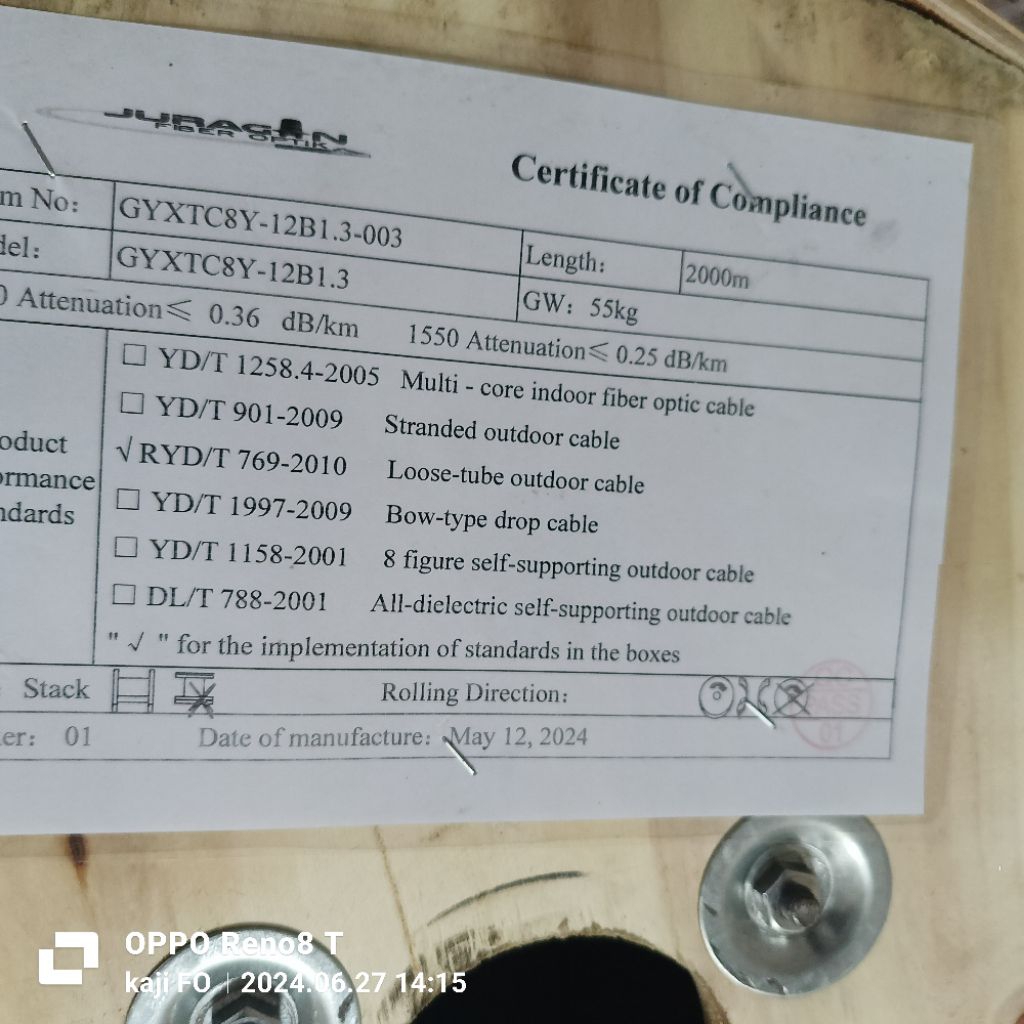 JURAGAN
FIBER OPTIK
Certificate of Compliance
m No: GYXTC8Y-12B1.3-003 Length: 2000m
del: GYXTC8Y-12B1.3 GW: 55kg
0 Attenuation≤ 0.36 dB/km 1550 Attenuation≤ 0.25 dB/km
☐ YD/T 1258.4-2005 Multi - core indoor fiber optic cable
☐ YD/T 901-2009 Stranded outdoor cable
oduct
√ RYD/T 769-2010 Loose-tube outdoor cable
ormance
☐ YD/T 1997-2009 Bow-type drop cable
ndards
☐ YD/T 1158-2001 8 figure self-supporting outdoor cable
☐ DL/T 788-2001 All-dielectric self-supporting outdoor cable
" √ " for the implementation of standards in the boxes
Stack Rolling Direction:
PASS
01
er: 01 Date of manufacture: May 12, 2024
OPPO Reno8 T
kaji FO | 2024.06.27 14:15